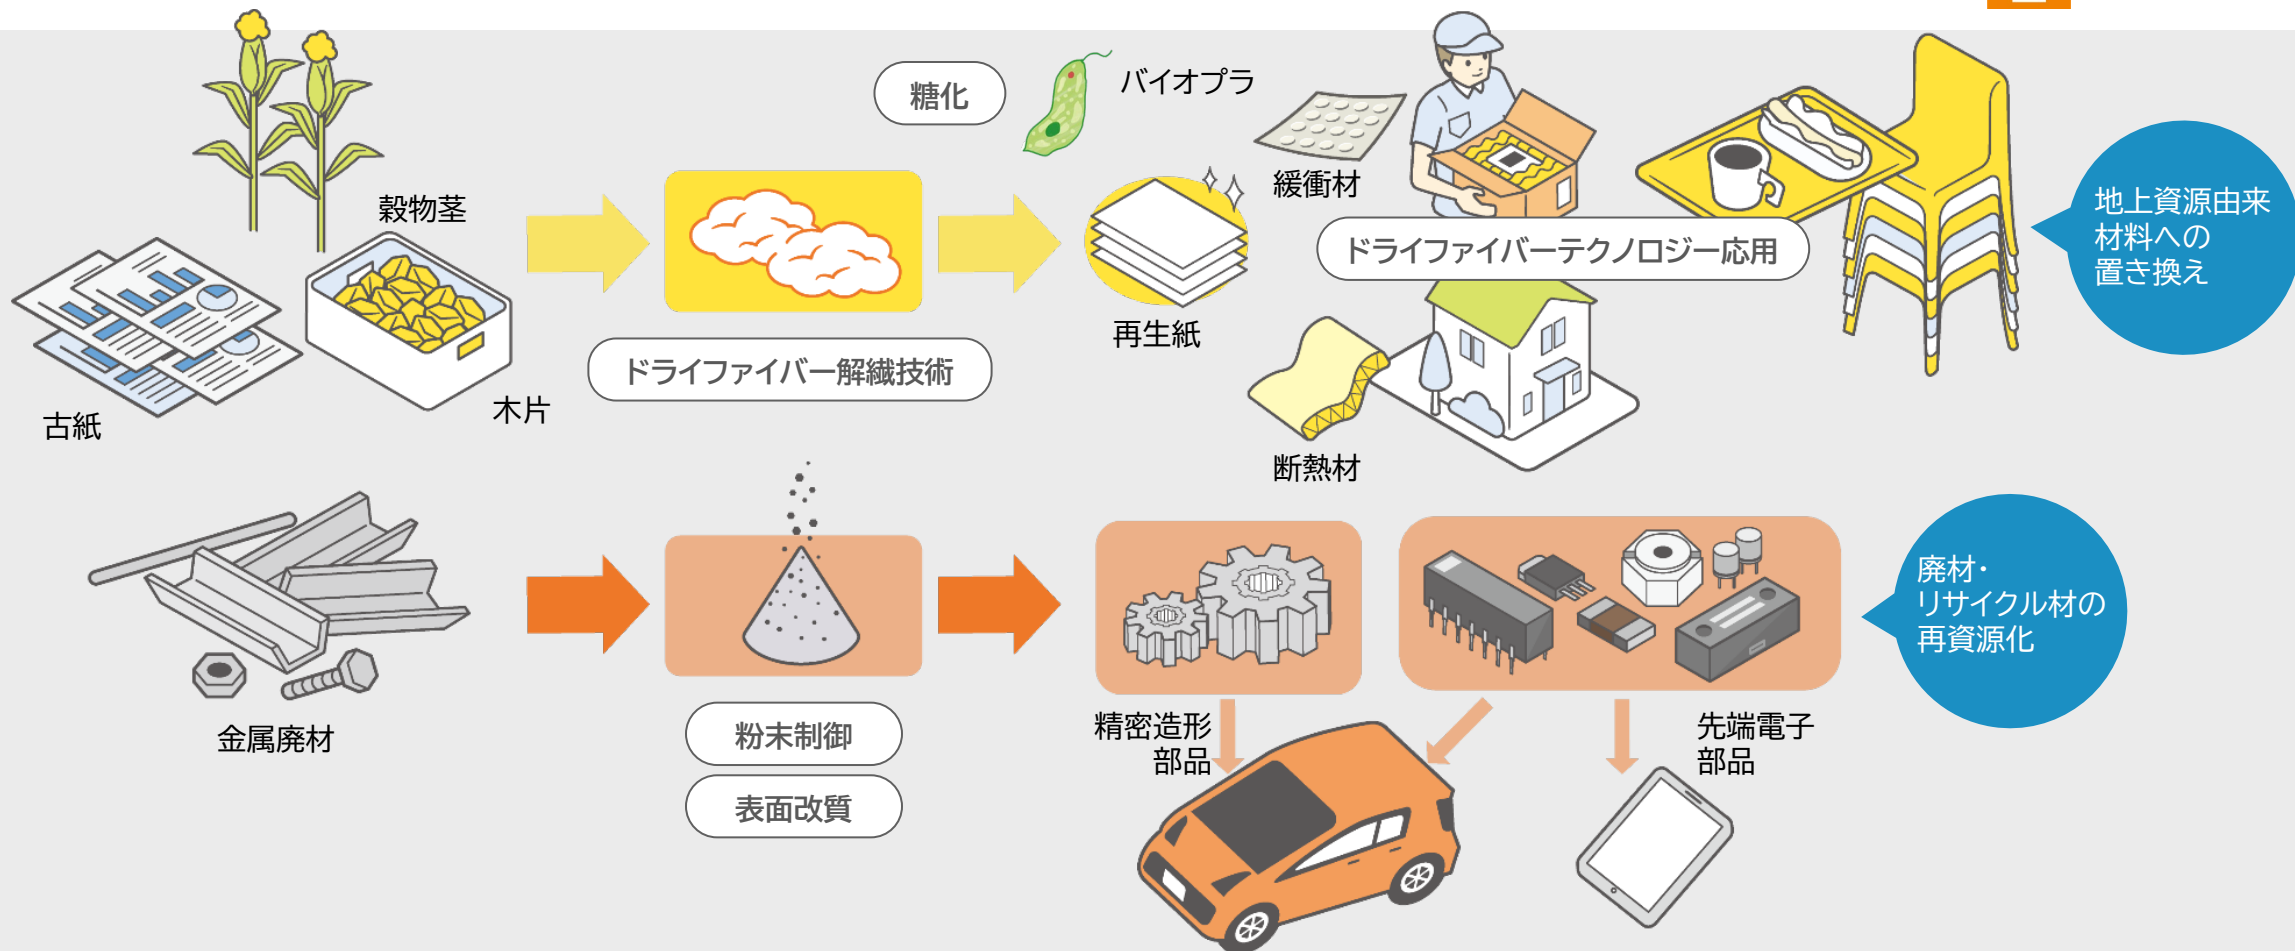 糖化
バイオプラ
穀物茎
緩衝材
地上資源由来
材料への
置き換え
ドライファイバーテクノロジー応用
再生紙
ドライファイバー解繊技術
木片
古紙
断熱材
廃材・
リサイクル材の
再資源化
金属廃材
粉末制御
表面改質
精密造形
部品
先端電子
部品